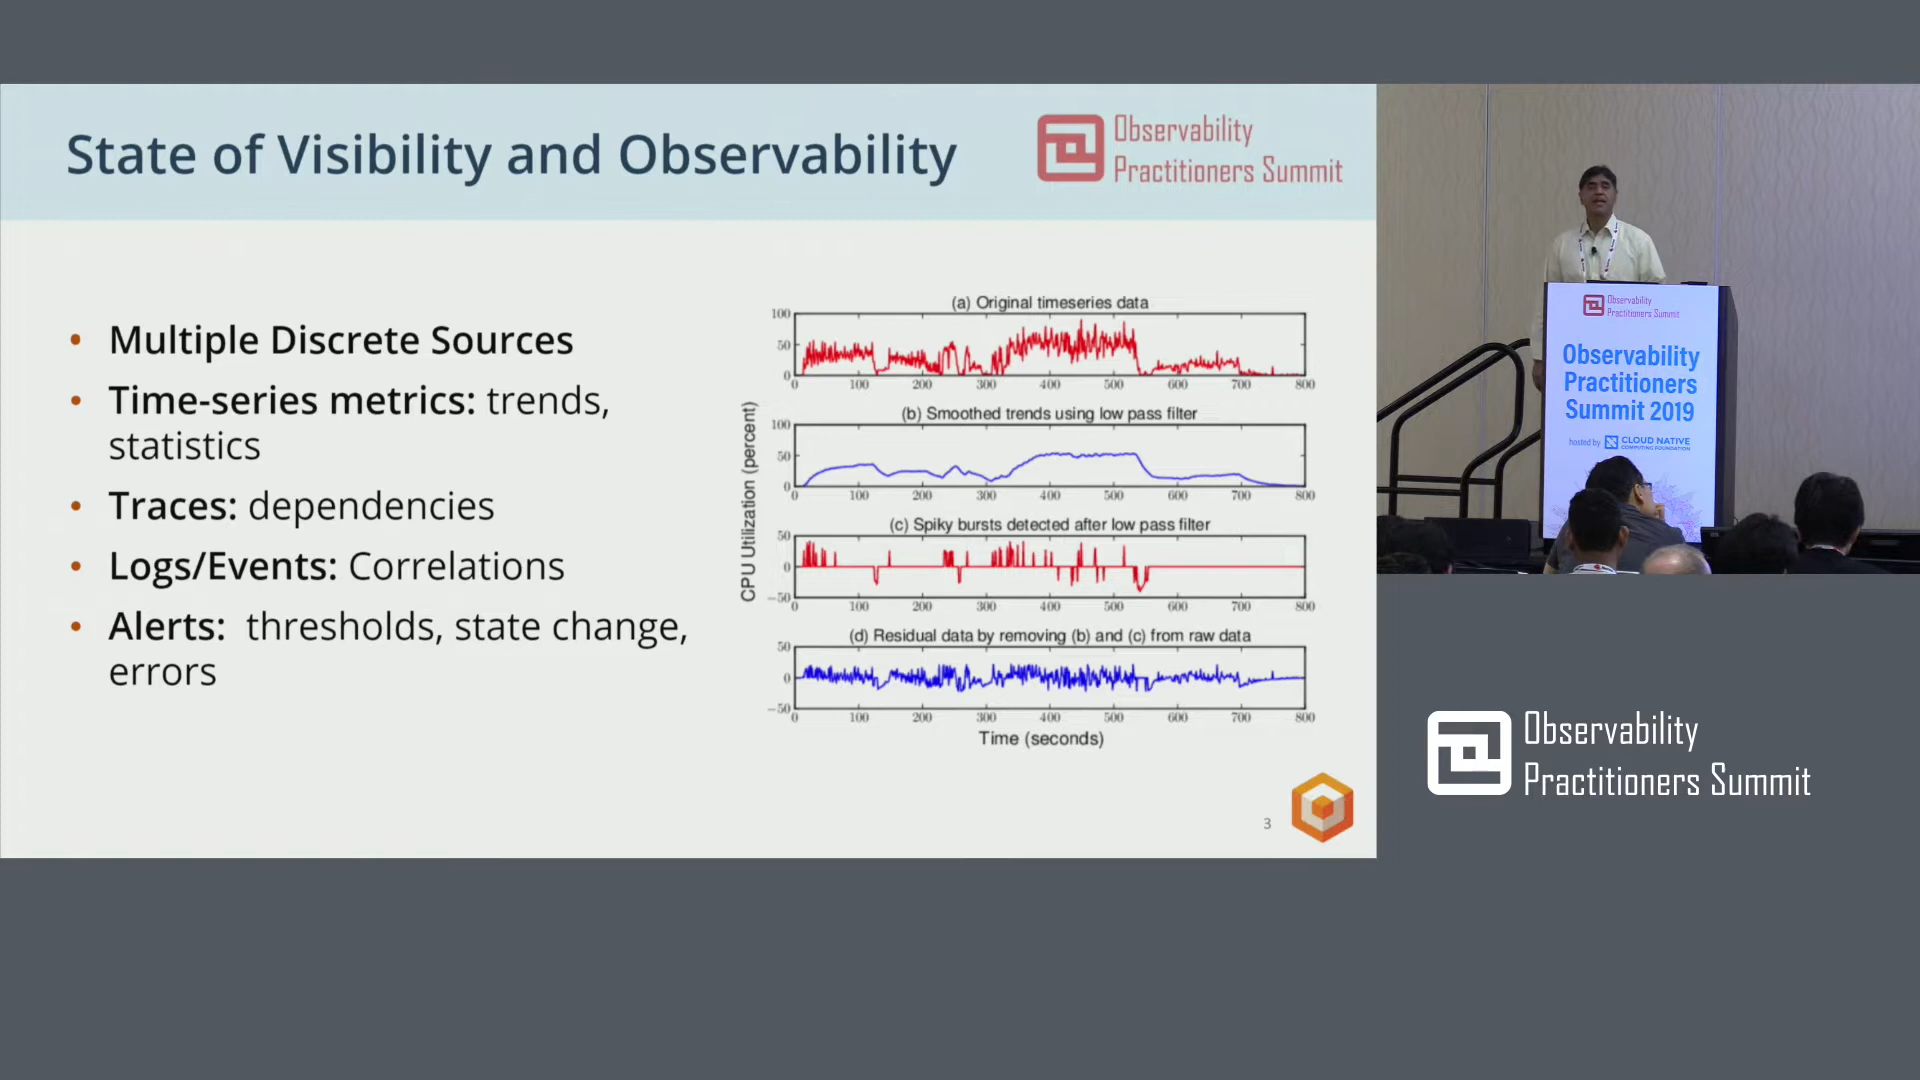 State of Visibility and Observability
Observability
Practitioners Summit
• Multiple Discrete Sources
• Time-series metrics: trends,
statistics
• Traces: dependencies
• Logs/Events: Correlations
• Alerts: thresholds, state change,
errors
CPU Utilization (percent)
(a) Original timeseries data
100
50
0
0 100 200 300 400 500 600 700 800
(b) Smoothed trends using low pass filter
100
50
0
0 100 200 300 400 500 600 700 800
(c) Spiky bursts detected after low pass filter
50
0
−50
0 100 200 300 400 500 600 700 800
(d) Residual data by removing (b) and (c) from raw data
50
0
−50
0 100 200 300 400 500 600 700 800
Time (seconds)
3
Observability
Practitioners Summit
Observability
Practitioners
Summit 2019
hosted by CLOUD NATIVE
COMPUTING FOUNDATION
Observability
Practitioners Summit